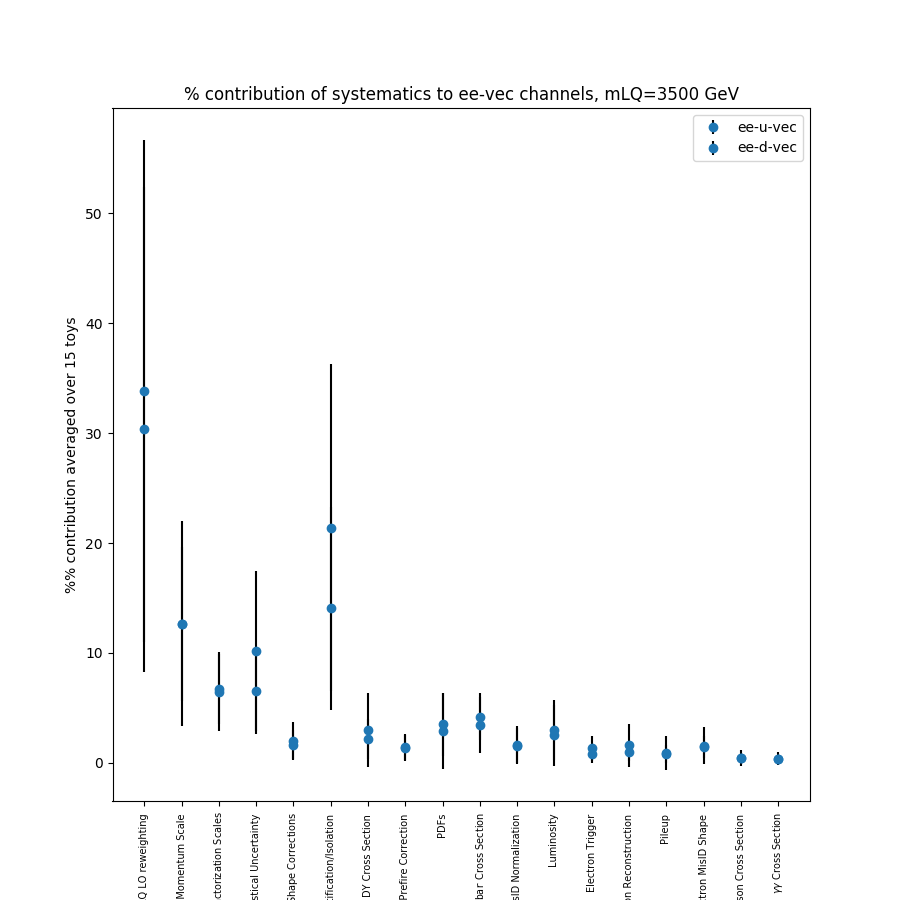 % contribution of systematics to ee-vec channels, mLQ=3500 GeV
ee-u-vec
ee-d-vec
%% contribution averaged over 15 toys
50
40
30
20
10
0
Q LO reweighting
Momentum Scale
ctorization Scales
stical Uncertainty
Shape Corrections
tification/Isolation
DY Cross Section
Prefire Correction
PDFs
bar Cross Section
sID Normalization
Luminosity
Electron Trigger
n Reconstruction
Pileup
tron MisID Shape
son Cross Section
γγ Cross Section